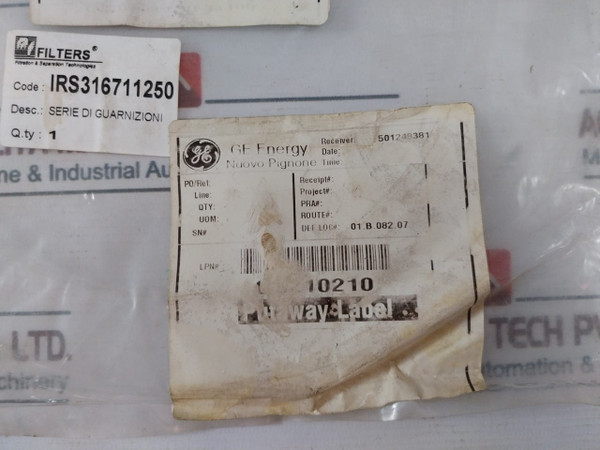 FILTERS®
Filtration & Separation Technologies
Code : IRS316711250
Desc.: SERIE DI GUARNIZIONI
Q.ty : 1
GE Energy
Nuovo Pignone
Receiver: 501248381
Date:
Time:
PO/Rel:
Line:
QTY:
UOM:
SN#
Receipt#:
Project#:
PRA#:
ROUTE#:
DEF LOC#: 01.B.082.07
LPN#
10210
Putaway Label
ne & Industrial Au
LTD.
chinery
TECH PV
utomation &